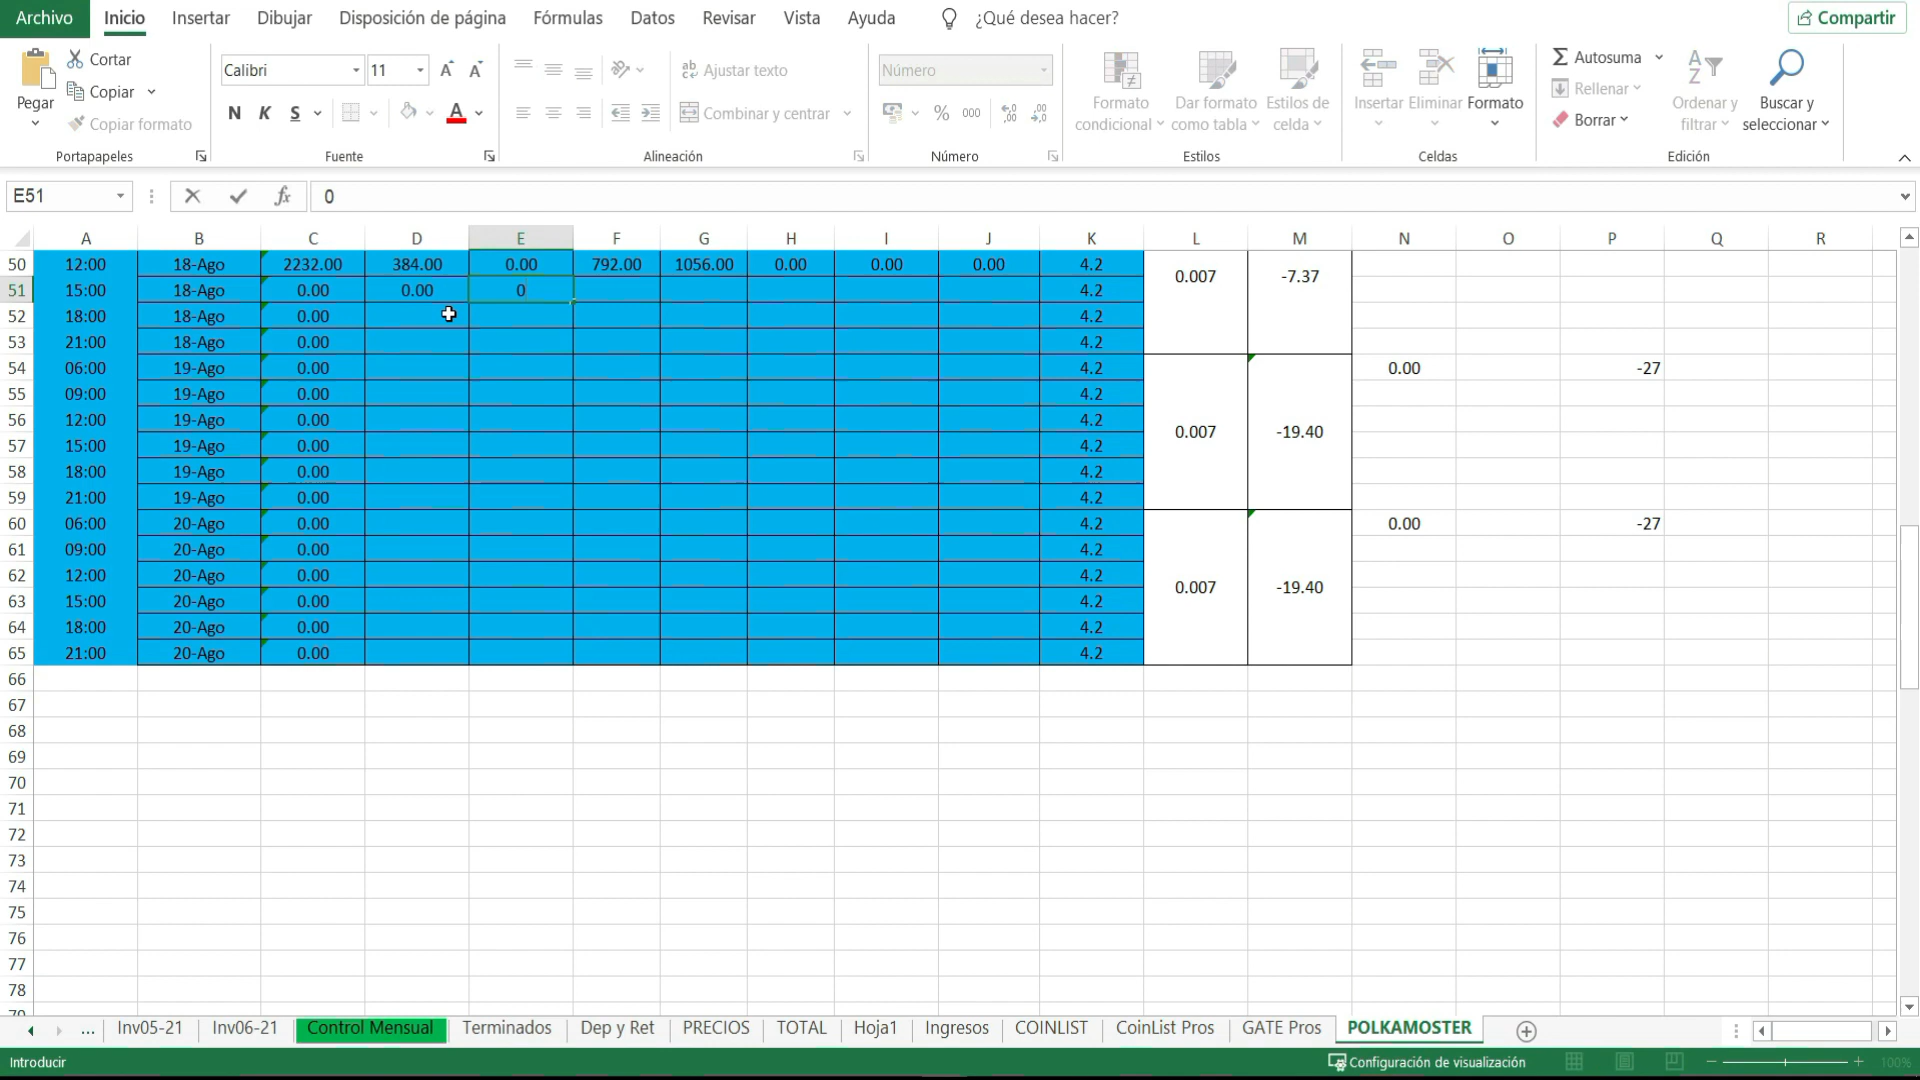 Archivo Inicio Insertar Dibujar Disposición de página Fórmulas Datos Revisar Vista Ayuda ¿Qué desea hacer? Compartir
Pegar
Cortar
Copiar
Copiar formato
Portapapeles
Calibri 11
N K S
Fuente
Ajustar texto
Combinar y centrar
Alineación
Número
% 000
Número
Formato condicional
Dar formato como tabla
Estilos de celda
Estilos
Insertar Eliminar Formato
Celdas
Autosuma
Rellenar
Borrar
Ordenar y filtrar
Buscar y seleccionar
Edición
E51 fx 0
A B C D E F G H I J K L M N O P Q R
50 12:00 18-Ago 2232.00 384.00 0.00 792.00 1056.00 0.00 0.00 0.00 4.2 0.007 -7.37
51 15:00 18-Ago 0.00 0.00 0 4.2
52 18:00 18-Ago 0.00 4.2
53 21:00 18-Ago 0.00 4.2
54 06:00 19-Ago 0.00 4.2 0.00 -27
55 09:00 19-Ago 0.00 4.2
56 12:00 19-Ago 0.00 4.2 0.007 -19.40
57 15:00 19-Ago 0.00 4.2
58 18:00 19-Ago 0.00 4.2
59 21:00 19-Ago 0.00 4.2
60 06:00 20-Ago 0.00 4.2 0.00 -27
61 09:00 20-Ago 0.00 4.2
62 12:00 20-Ago 0.00 4.2 0.007 -19.40
63 15:00 20-Ago 0.00 4.2
64 18:00 20-Ago 0.00 4.2
65 21:00 20-Ago 0.00 4.2
66
67
68
69
70
71
72
73
74
75
76
77
78
... Inv05-21 Inv06-21 Control Mensual Terminados Dep y Ret PRECIOS TOTAL Hoja1 Ingresos COINLIST CoinList Pros GATE Pros POLKAMOSTER
Introducir Configuración de visualización 100%